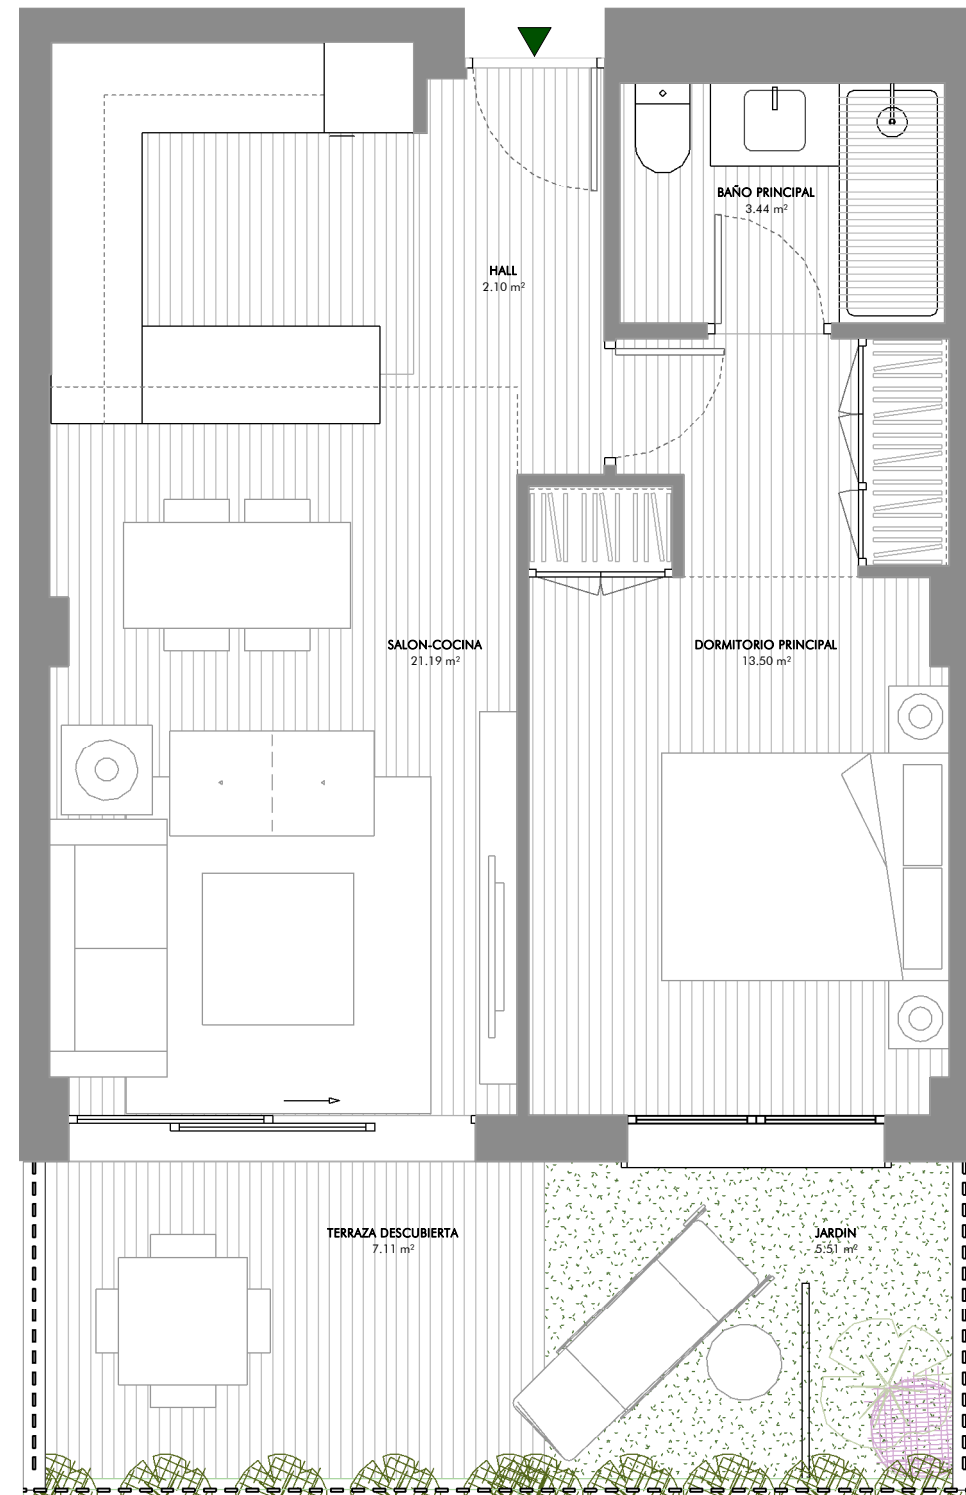 BAÑO PRINCIPAL
3.44 m²
HALL
2.10 m²
SALON-COCINA
21.19 m²
DORMITORIO PRINCIPAL
13.50 m²
TERRAZA DESCUBIERTA
7.11 m²
JARDIN
5.51 m²